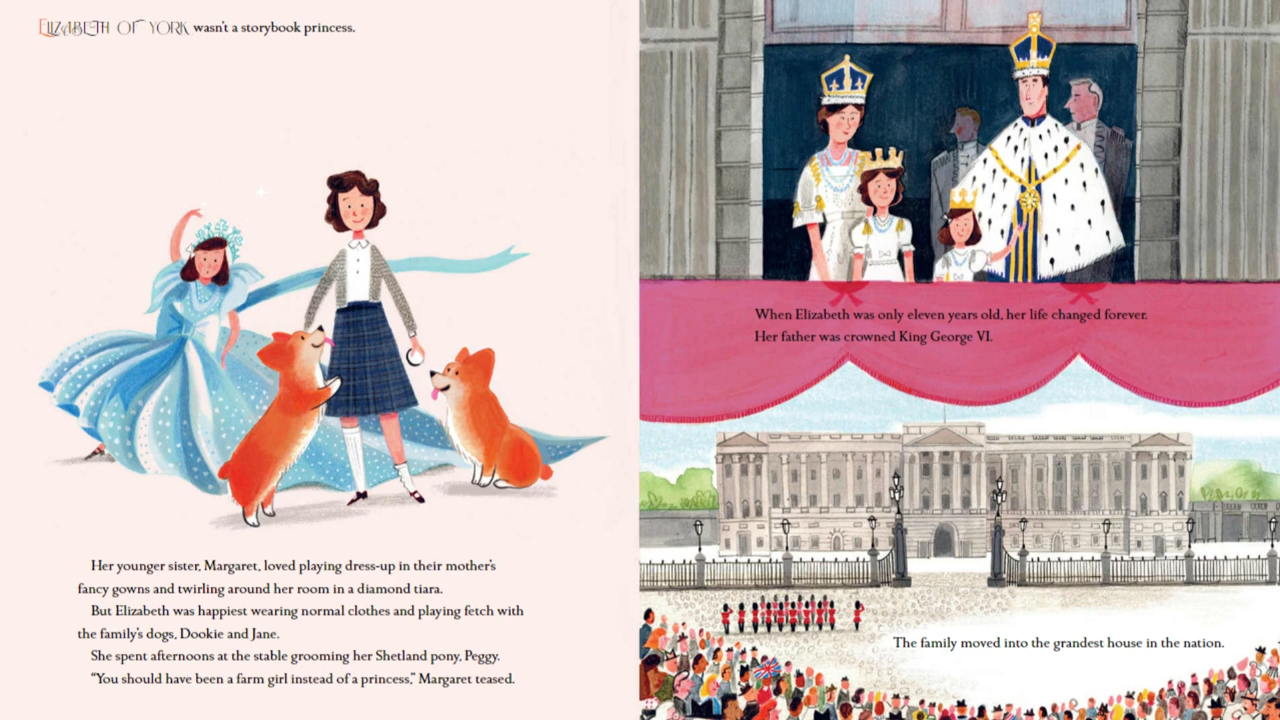 ELIZABETH OF YORK wasn't a storybook princess.
Her younger sister, Margaret, loved playing dress-up in their mother's
fancy gowns and twirling around her room in a diamond tiara.
But Elizabeth was happiest wearing normal clothes and playing fetch with
the family's dogs, Dookie and Jane.
She spent afternoons at the stable grooming her Shetland pony, Peggy.
"You should have been a farm girl instead of a princess," Margaret teased.
When Elizabeth was only eleven years old, her life changed forever.
Her father was crowned King George VI.
The family moved into the grandest house in the nation.